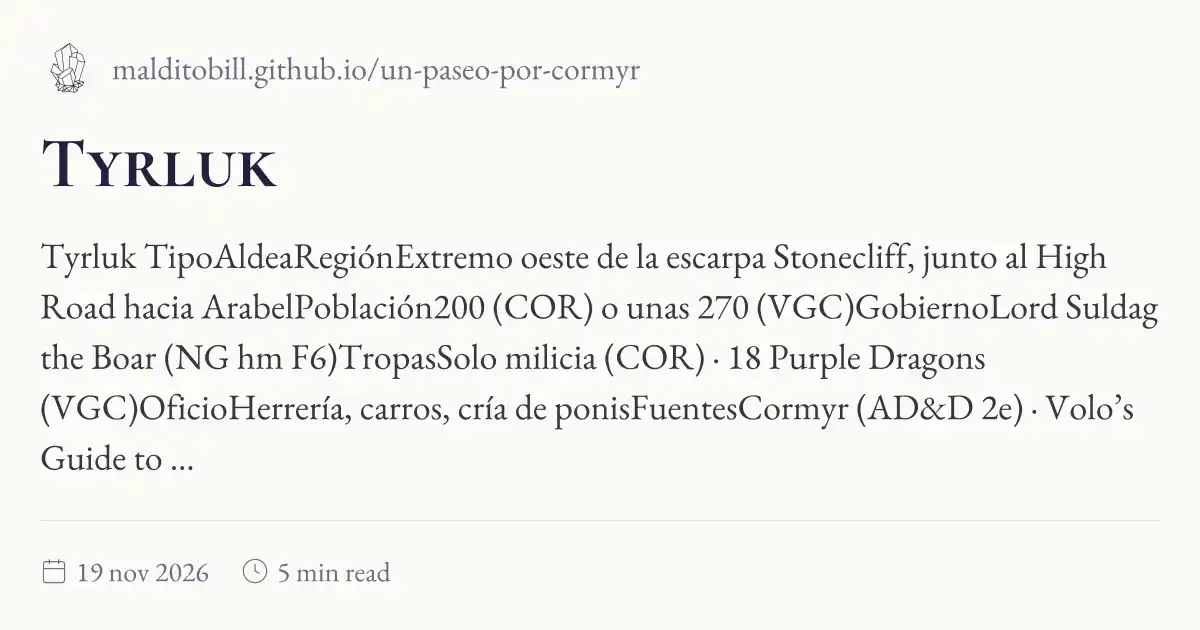 malditobill.github.io/un-paseo-por-cormyr
Tyrluk
Tyrluk TipoAldeaRegiónExtremo oeste de la escarpa Stonecliff, junto al High
Road hacia ArabelPoblación200 (COR) o unas 270 (VGC)GobiernoLord Suldag
the Boar (NG hm F6)TropasSolo milicia (COR) · 18 Purple Dragons
(VGC)OficioHerrería, carros, cría de ponisFuentesCormyr (AD&D 2e) · Volo’s
Guide to ...
19 nov 2026 5 min read